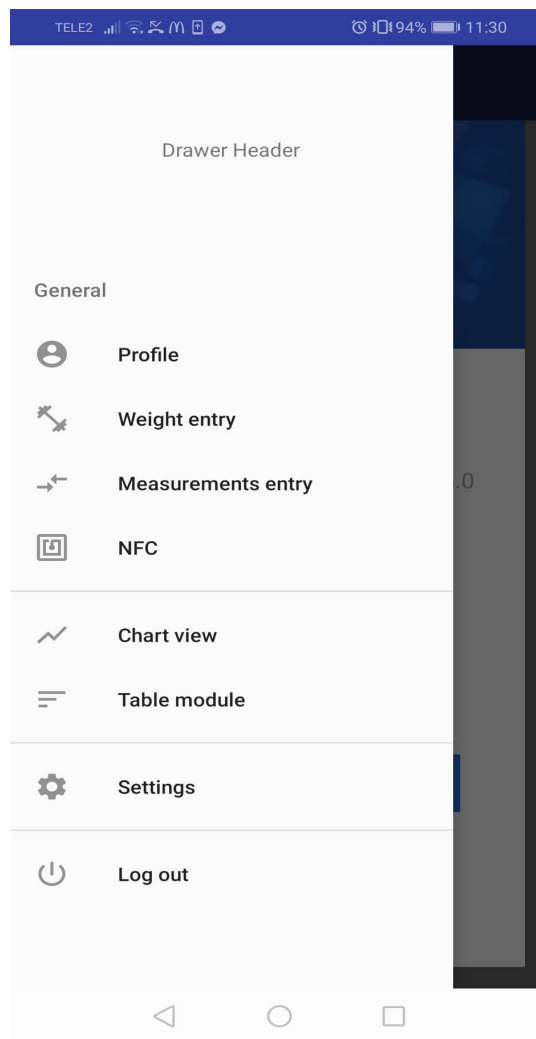 TELE2 94% 11:30
Drawer Header
General
Profile
Weight entry
Measurements entry
.0
NFC
Chart view
Table module
Settings
Log out